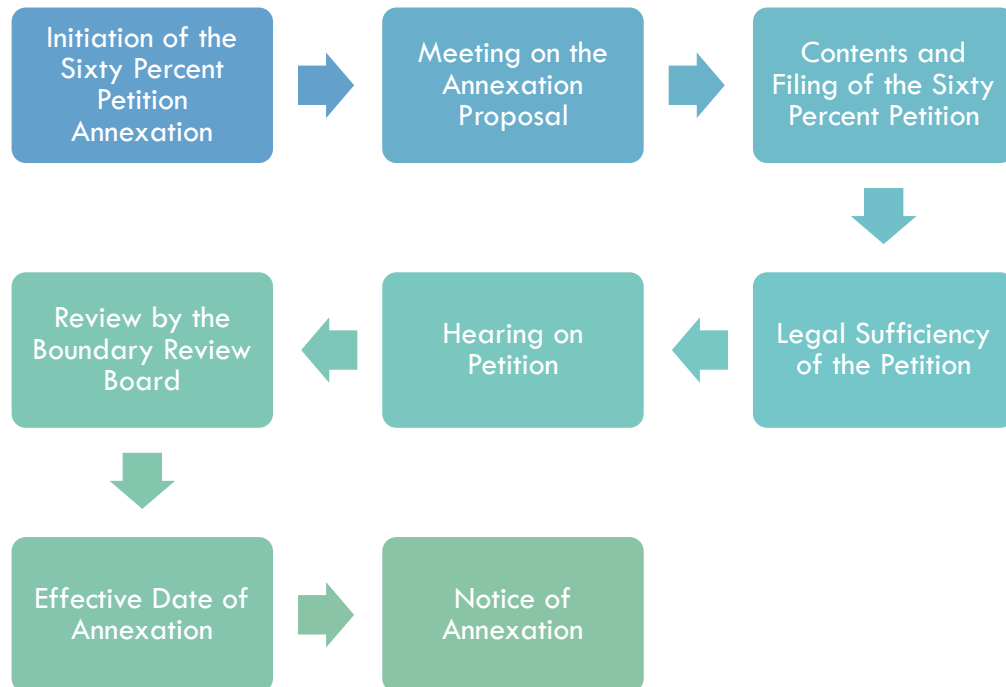 Initiation of the
Sixty Percent
Petition
Annexation
Meeting on the
Annexation
Proposal
Contents and
Filing of the Sixty
Percent Petition
Legal Sufficiency
of the Petition
Hearing on
Petition
Review by the
Boundary Review
Board
Effective Date of
Annexation
Notice of
Annexation